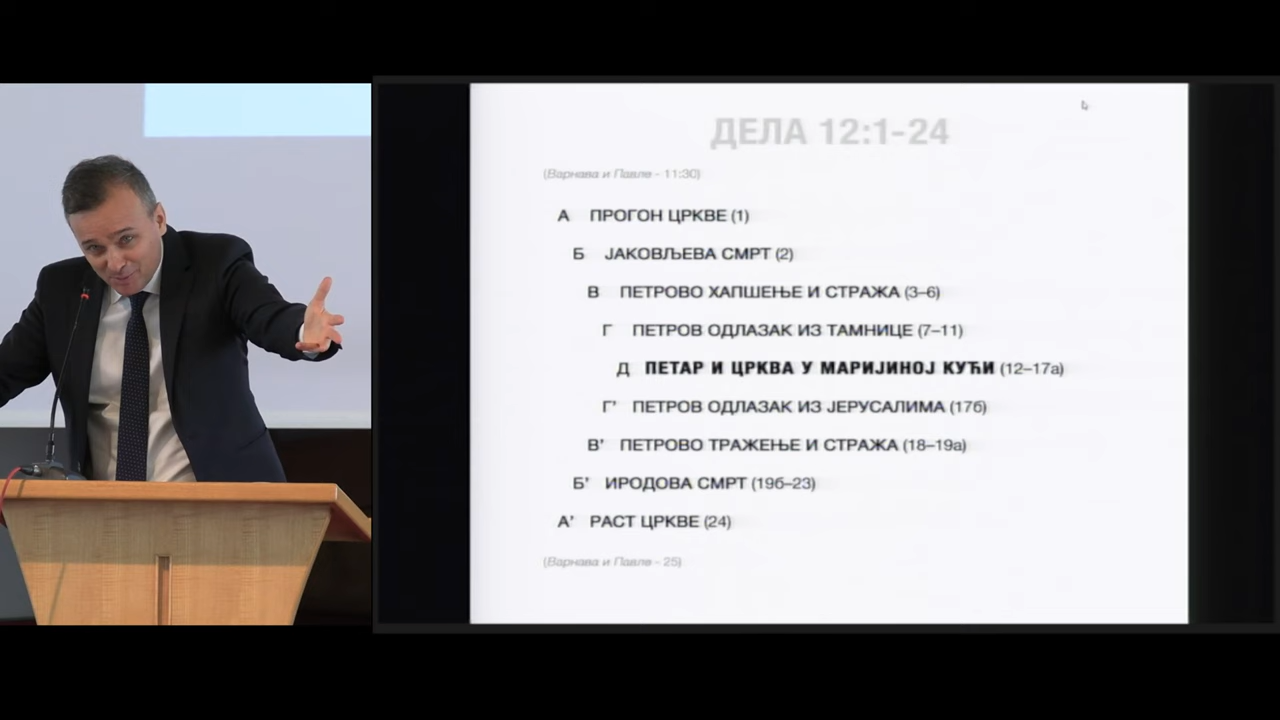 ДЕЛА 12:1-24
(Варнава и Павле - 11:30)
А ПРОГОН ЦРКВЕ (1)
Б ЈАКОВЉЕВА СМРТ (2)
В ПЕТРОВО ХАПШЕЊЕ И СТРАЖА (3–6)
Г ПЕТРОВ ОДЛАЗАК ИЗ ТАМНИЦЕ (7–11)
Д ПЕТАР И ЦРКВА У МАРИЈИНОЈ КУЋИ (12–17а)
Г’ ПЕТРОВ ОДЛАЗАК ИЗ ЈЕРУСАЛИМА (17б)
В’ ПЕТРОВО ТРАЖЕЊЕ И СТРАЖА (18–19а)
Б’ ИРОДОВА СМРТ (19б–23)
А’ РАСТ ЦРКВЕ (24)
(Варнава и Павле - 25)